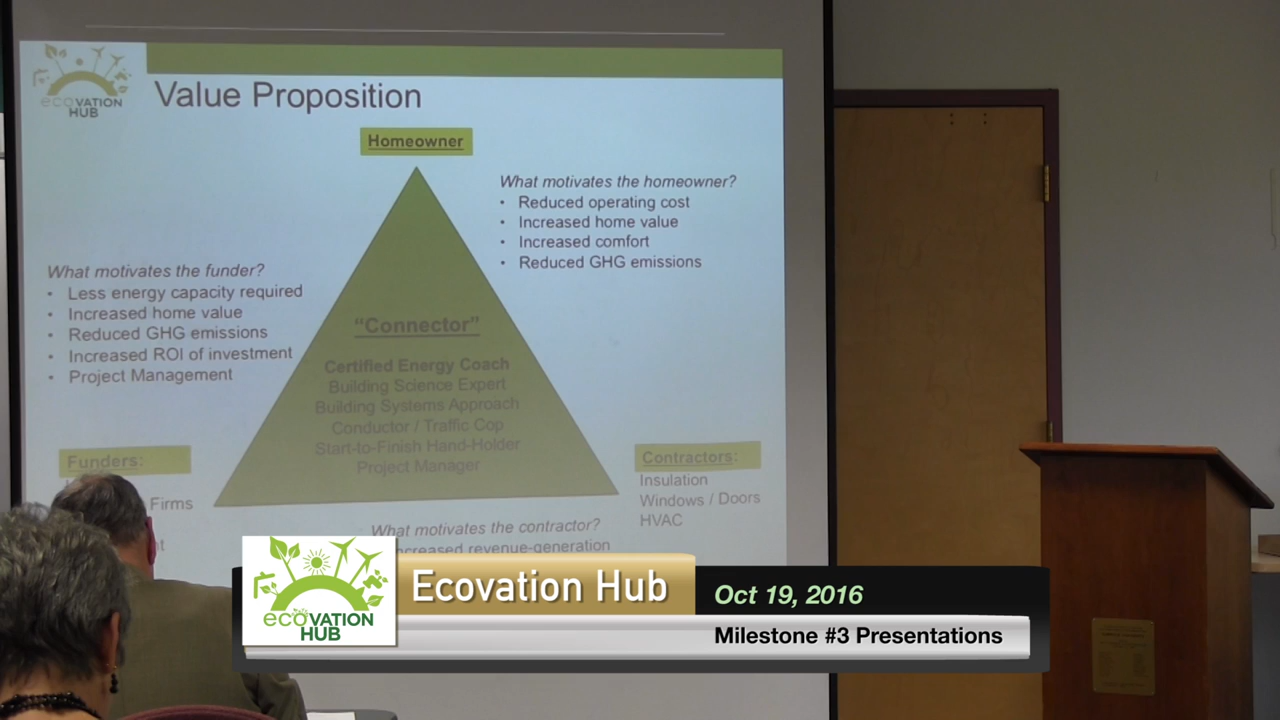 ecoVATION
HUB
Value Proposition
Homeowner
What motivates the homeowner?
• Reduced operating cost
• Increased home value
• Increased comfort
• Reduced GHG emissions
What motivates the funder?
• Less energy capacity required
• Increased home value
• Reduced GHG emissions
• Increased ROI of investment
• Project Management
"Connector"
Certified Energy Coach
Building Science Expert
Building Systems Approach
Conductor / Traffic Cop
Start-to-Finish Hand-Holder
Project Manager
Funders:
Firms
Contractors:
Insulation
Windows / Doors
HVAC
What motivates the contractor?
Increased revenue-generation
ecoVATION
HUB
Ecovation Hub
Oct 19, 2016
Milestone #3 Presentations